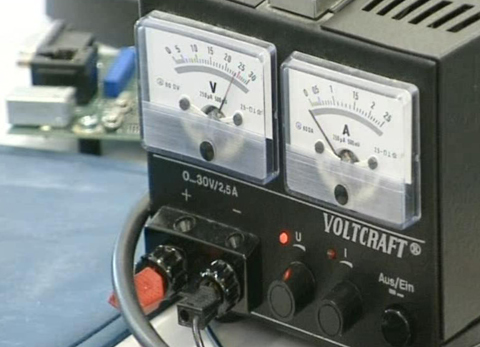 0 5 10 15 20 25 30
V
0 0,5 1 1,5 2 2,5
A
0...30V/2,5A
+ -
VOLTCRAFT®
U I
Aus/Ein